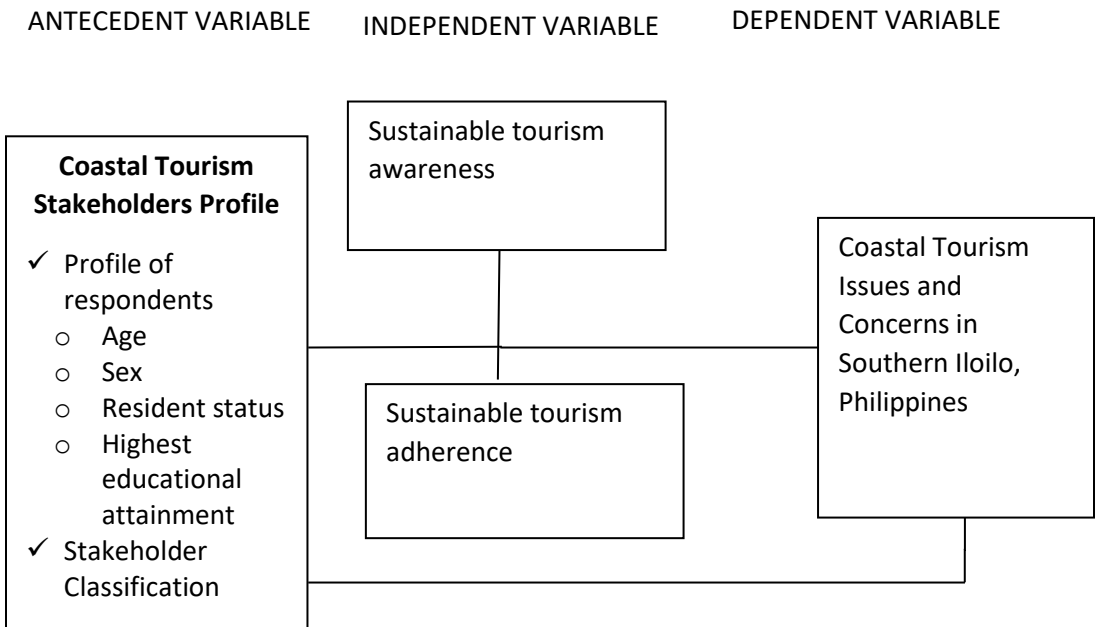 ANTECEDENT VARIABLE
INDEPENDENT VARIABLE
DEPENDENT VARIABLE
Coastal Tourism
Stakeholders Profile
✓ Profile of
respondents
o Age
o Sex
o Resident status
o Highest
educational
attainment
✓ Stakeholder
Classification
Sustainable tourism
awareness
Sustainable tourism
adherence
Coastal Tourism
Issues and
Concerns in
Southern Iloilo,
Philippines